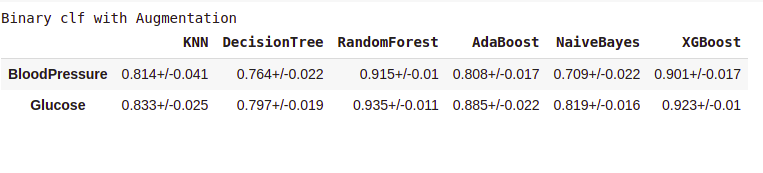 Binary clf with Augmentation
KNN DecisionTree RandomForest AdaBoost NaiveBayes XGBoost
BloodPressure 0.814+/-0.041 0.764+/-0.022 0.915+/-0.01 0.808+/-0.017 0.709+/-0.022 0.901+/-0.017
Glucose 0.833+/-0.025 0.797+/-0.019 0.935+/-0.011 0.885+/-0.022 0.819+/-0.016 0.923+/-0.01